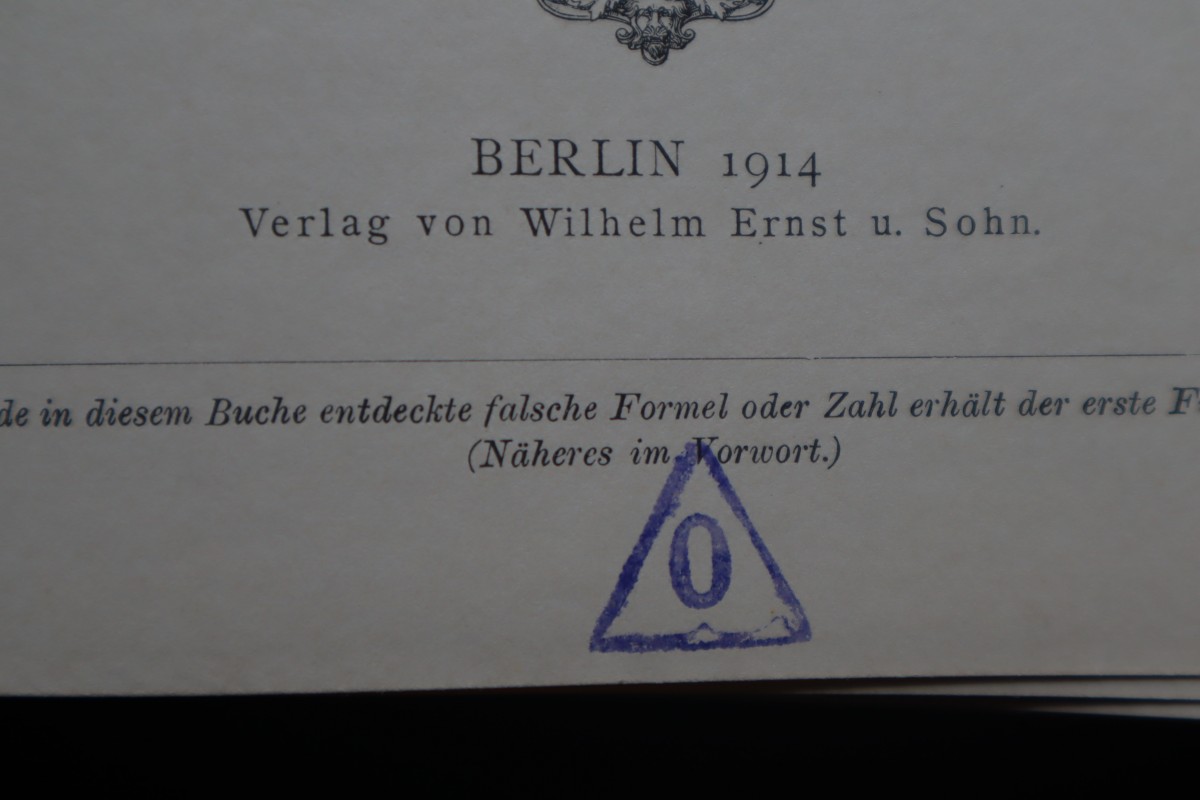 BERLIN 1914
Verlag von Wilhelm Ernst u. Sohn.
de in diesem Buche entdeckte falsche Formel oder Zahl erhält der erste F
(Näheres im Vorwort.)
0